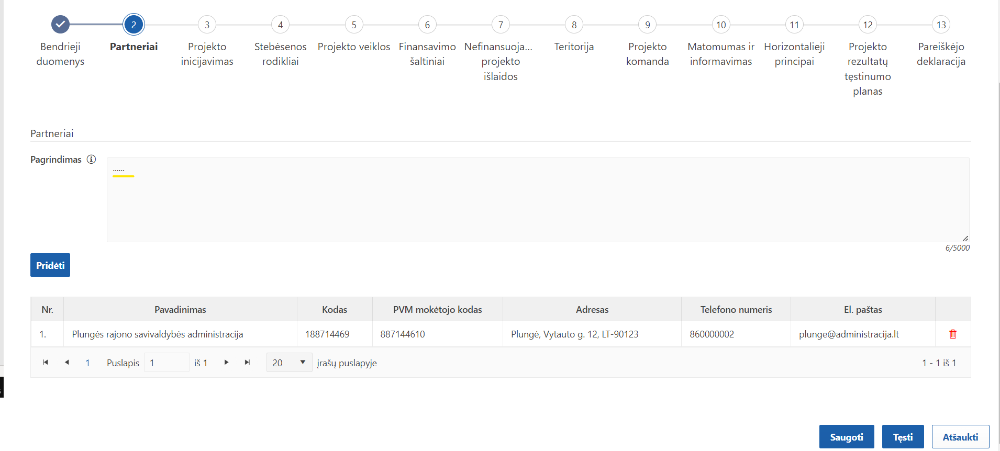 2 3 4 5 6 7 8 9 10 11 12 13
Bendrieji duomenys
Partneriai
Projekto inicijavimas
Stebėsenos rodikliai
Projekto veiklos
Finansavimo šaltiniai
Nefinansuoja... projekto išlaidos
Teritorija
Projekto komanda
Matomumas ir informavimas
Horizontalieji principai
Projekto rezultatų tęstinumo planas
Pareiškėjo deklaracija
Partneriai
Pagrindimas
......
6/5000
Pridėti
Nr. Pavadinimas Kodas PVM mokėtojo kodas Adresas Telefono numeris El. paštas
1. Plungės rajono savivaldybės administracija 188714469 887144610 Plungė, Vytauto g. 12, LT-90123 860000002 plunge@administracija.lt
1 Puslapis 1 iš 1 20 įrašų puslapyje 1 - 1 iš 1
Saugoti Tęsti Atšaukti